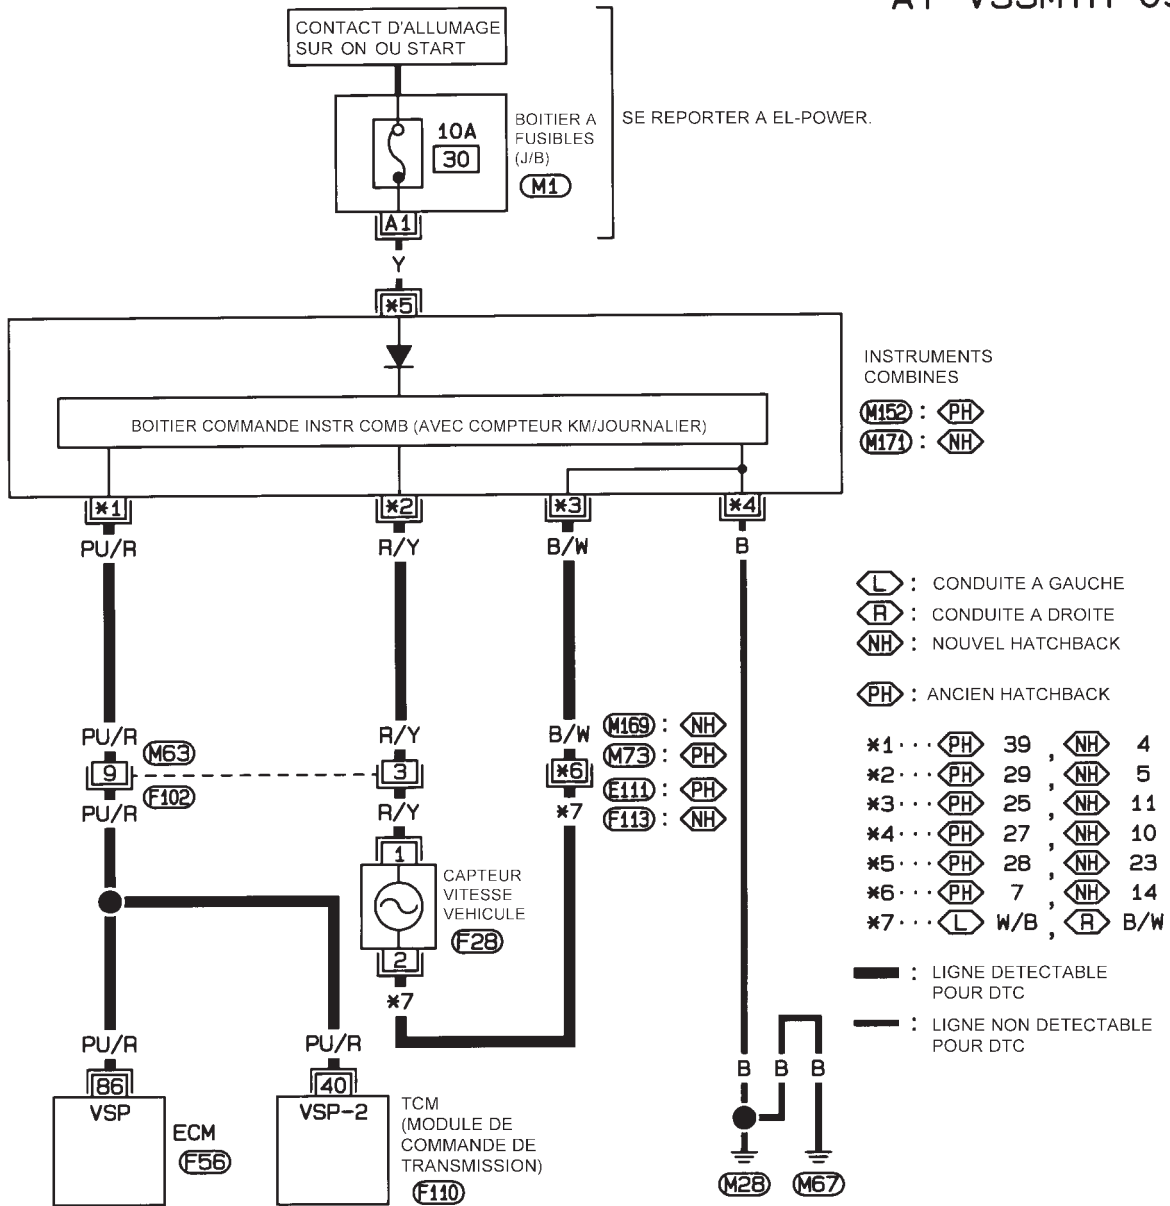 CONTACT D'ALLUMAGE
SUR ON OU START
10A
30
BOITIER A
FUSIBLES
(J/B)
M1
SE REPORTER A EL-POWER.
A1
Y
*5
INSTRUMENTS
COMBINES
M152 : PH
M171 : NH
BOITIER COMMANDE INSTR COMB (AVEC COMPTEUR KM/JOURNALIER)
*1 *2 *3 *4
PU/R R/Y B/W B
L : CONDUITE A GAUCHE
R : CONDUITE A DROITE
NH : NOUVEL HATCHBACK
PH : ANCIEN HATCHBACK
PU/R R/Y B/W
M63
9 3 *6
F102
PU/R R/Y *7
M169 : NH
M73 : PH
E111 : PH
F113 : NH
*1 ··· PH 39 , NH 4
*2 ··· PH 29 , NH 5
*3 ··· PH 25 , NH 11
*4 ··· PH 27 , NH 10
*5 ··· PH 28 , NH 23
*6 ··· PH 7 , NH 14
*7 ··· L W/B , R B/W
1
CAPTEUR
VITESSE
VEHICULE
F28
2
*7
: LIGNE DETECTABLE
POUR DTC
: LIGNE NON DETECTABLE
POUR DTC
PU/R PU/R
B B B
86 40
VSP VSP-2
ECM
F56
TCM
(MODULE DE
COMMANDE DE
TRANSMISSION)
F110
M28 M67